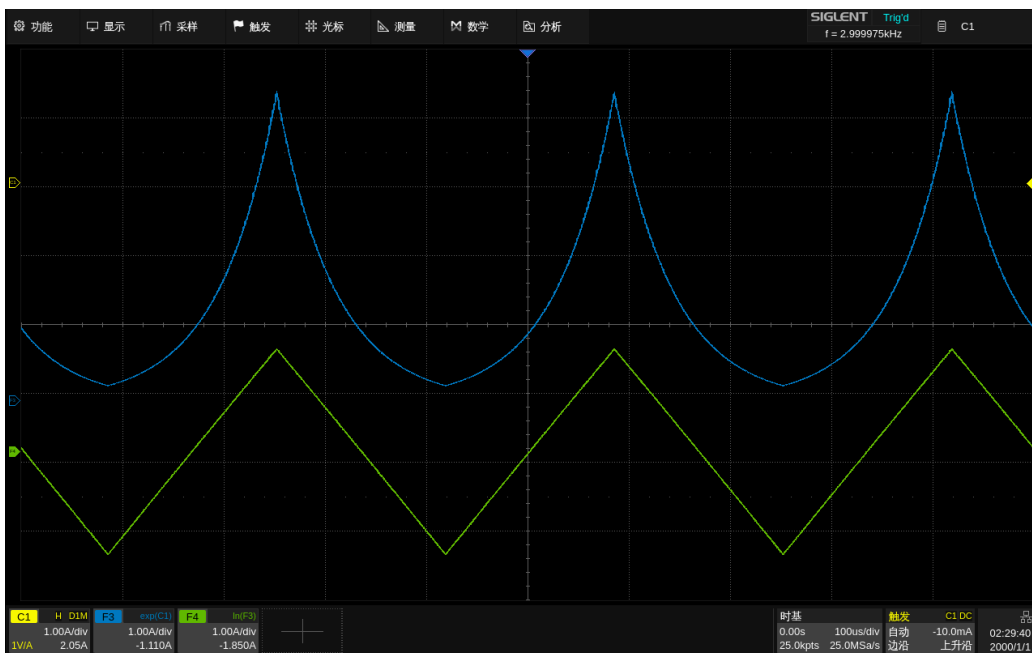 功能 显示 采样 触发 光标 测量 数学 分析 SIGLENT Trig'd
f = 2.999975kHz
C1
C1 H D1M F3 exp(C1) F4 ln(F3)
1.00A/div 1.00A/div 1.00A/div
1V/A 2.05A -1.110A -1.850A
时基 触发 C1 DC
0.00s 100us/div 自动 -10.0mA 02:29:40
25.0kpts 25.0MSa/s 边沿 上升沿 2000/1/1